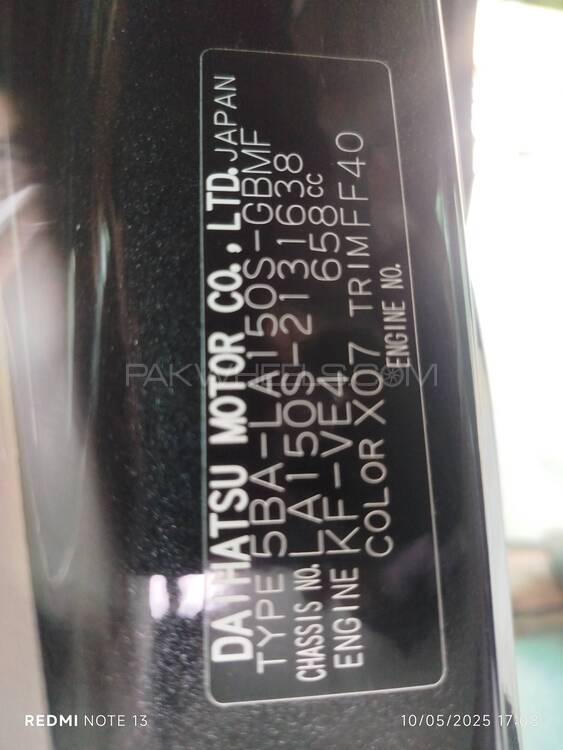 DAIHATSU MOTOR CO., LTD. JAPAN
TYPE 5BA-LA150S-GBMF
CHASSIS NO. LA150S-2131638
ENGINE KF-VE4 658CC
COLOR X07 TRIM FF40
ENGINE NO.
PAKWHEELS.COM
REDMI NOTE 13
10/05/2025 17:08